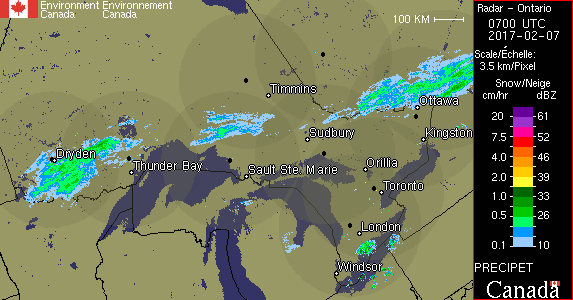 Environment Environnement
Canada Canada
100 KM
Timmins
Ottawa
Sudbury
Kingston
Dryden
Thunder Bay
Sault Ste. Marie
Orillia
Toronto
London
Windsor
Radar - Ontario
0700 UTC
2017-02-07
Scale/Échelle:
3.5 km/Pixel
Snow/Neige
cm/hr dBZ
20 61
7.5 57
5.5 52
4.0 46
2.0 39
1.0 33
0.5 26
0.1 10
PRECIPET
Canada